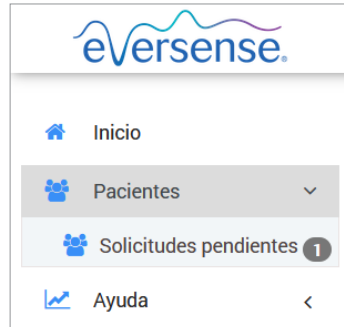 eversense.
Inicio
Pacientes
Solicitudes pendientes 1
Ayuda